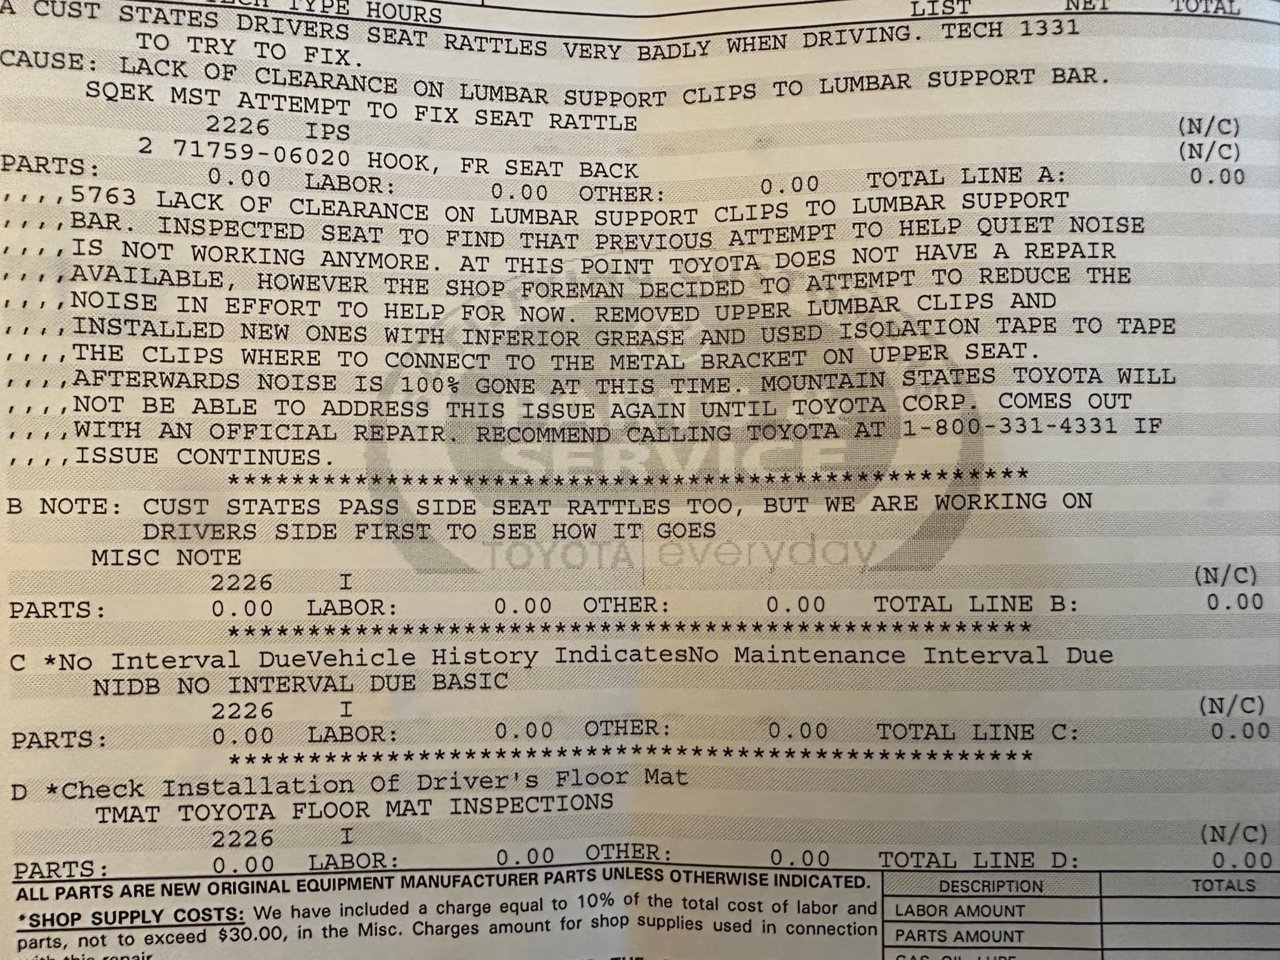 TECH TYPE HOURS LIST NET TOTAL
A CUST STATES DRIVERS SEAT RATTLES VERY BADLY WHEN DRIVING. TECH 1331
TO TRY TO FIX.
CAUSE: LACK OF CLEARANCE ON LUMBAR SUPPORT CLIPS TO LUMBAR SUPPORT BAR.
SQEK MST ATTEMPT TO FIX SEAT RATTLE
2226 IPS (N/C)
2 71759-06020 HOOK, FR SEAT BACK (N/C)
PARTS: 0.00 LABOR: 0.00 OTHER: 0.00 TOTAL LINE A: 0.00
,,,,5763 LACK OF CLEARANCE ON LUMBAR SUPPORT CLIPS TO LUMBAR SUPPORT
,,,,BAR. INSPECTED SEAT TO FIND THAT PREVIOUS ATTEMPT TO HELP QUIET NOISE
,,,,IS NOT WORKING ANYMORE. AT THIS POINT TOYOTA DOES NOT HAVE A REPAIR
,,,,AVAILABLE, HOWEVER THE SHOP FOREMAN DECIDED TO ATTEMPT TO REDUCE THE
,,,,NOISE IN EFFORT TO HELP FOR NOW. REMOVED UPPER LUMBAR CLIPS AND
,,,,INSTALLED NEW ONES WITH INFERIOR GREASE AND USED ISOLATION TAPE TO TAPE
,,,,THE CLIPS WHERE TO CONNECT TO THE METAL BRACKET ON UPPER SEAT.
,,,,AFTERWARDS NOISE IS 100% GONE AT THIS TIME. MOUNTAIN STATES TOYOTA WILL
,,,,NOT BE ABLE TO ADDRESS THIS ISSUE AGAIN UNTIL TOYOTA CORP. COMES OUT
,,,,WITH AN OFFICIAL REPAIR. RECOMMEND CALLING TOYOTA AT 1-800-331-4331 IF
,,,,ISSUE CONTINUES.
SERVICE
****************************************************
B NOTE: CUST STATES PASS SIDE SEAT RATTLES TOO, BUT WE ARE WORKING ON
DRIVERS SIDE FIRST TO SEE HOW IT GOES
TOYOTA everyday
MISC NOTE
2226 I (N/C)
PARTS: 0.00 LABOR: 0.00 OTHER: 0.00 TOTAL LINE B: 0.00
****************************************************
C *No Interval DueVehicle History IndicatesNo Maintenance Interval Due
NIDB NO INTERVAL DUE BASIC
2226 I (N/C)
PARTS: 0.00 LABOR: 0.00 OTHER: 0.00 TOTAL LINE C: 0.00
****************************************************
D *Check Installation Of Driver's Floor Mat
TMAT TOYOTA FLOOR MAT INSPECTIONS
2226 I (N/C)
PARTS: 0.00 LABOR: 0.00 OTHER: 0.00 TOTAL LINE D: 0.00
ALL PARTS ARE NEW ORIGINAL EQUIPMENT MANUFACTURER PARTS UNLESS OTHERWISE INDICATED.
*SHOP SUPPLY COSTS: We have included a charge equal to 10% of the total cost of labor and
parts, not to exceed $30.00, in the Misc. Charges amount for shop supplies used in connection
with this repair.
DESCRIPTION TOTALS
LABOR AMOUNT
PARTS AMOUNT